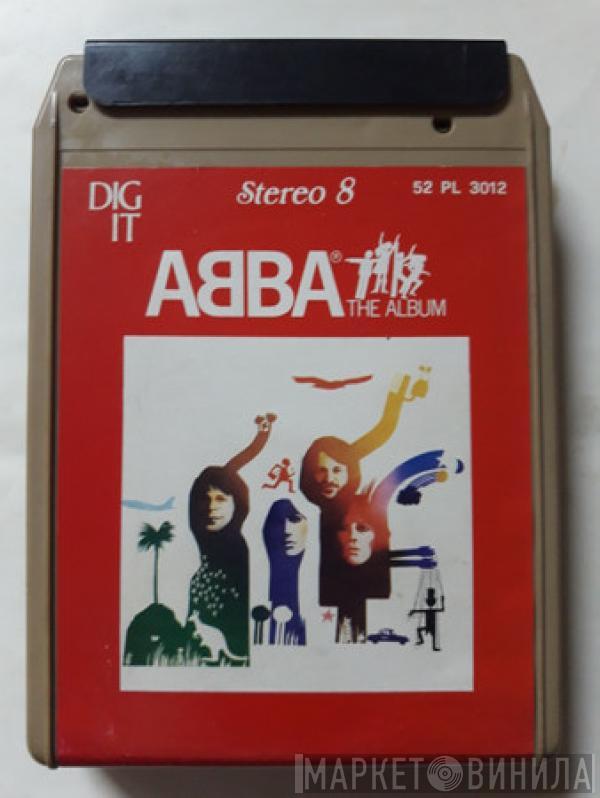 DIG IT
Stereo 8
52 PL 3012
ABBA®
THE ALBUM
МАРКЕТ ВИНИЛА